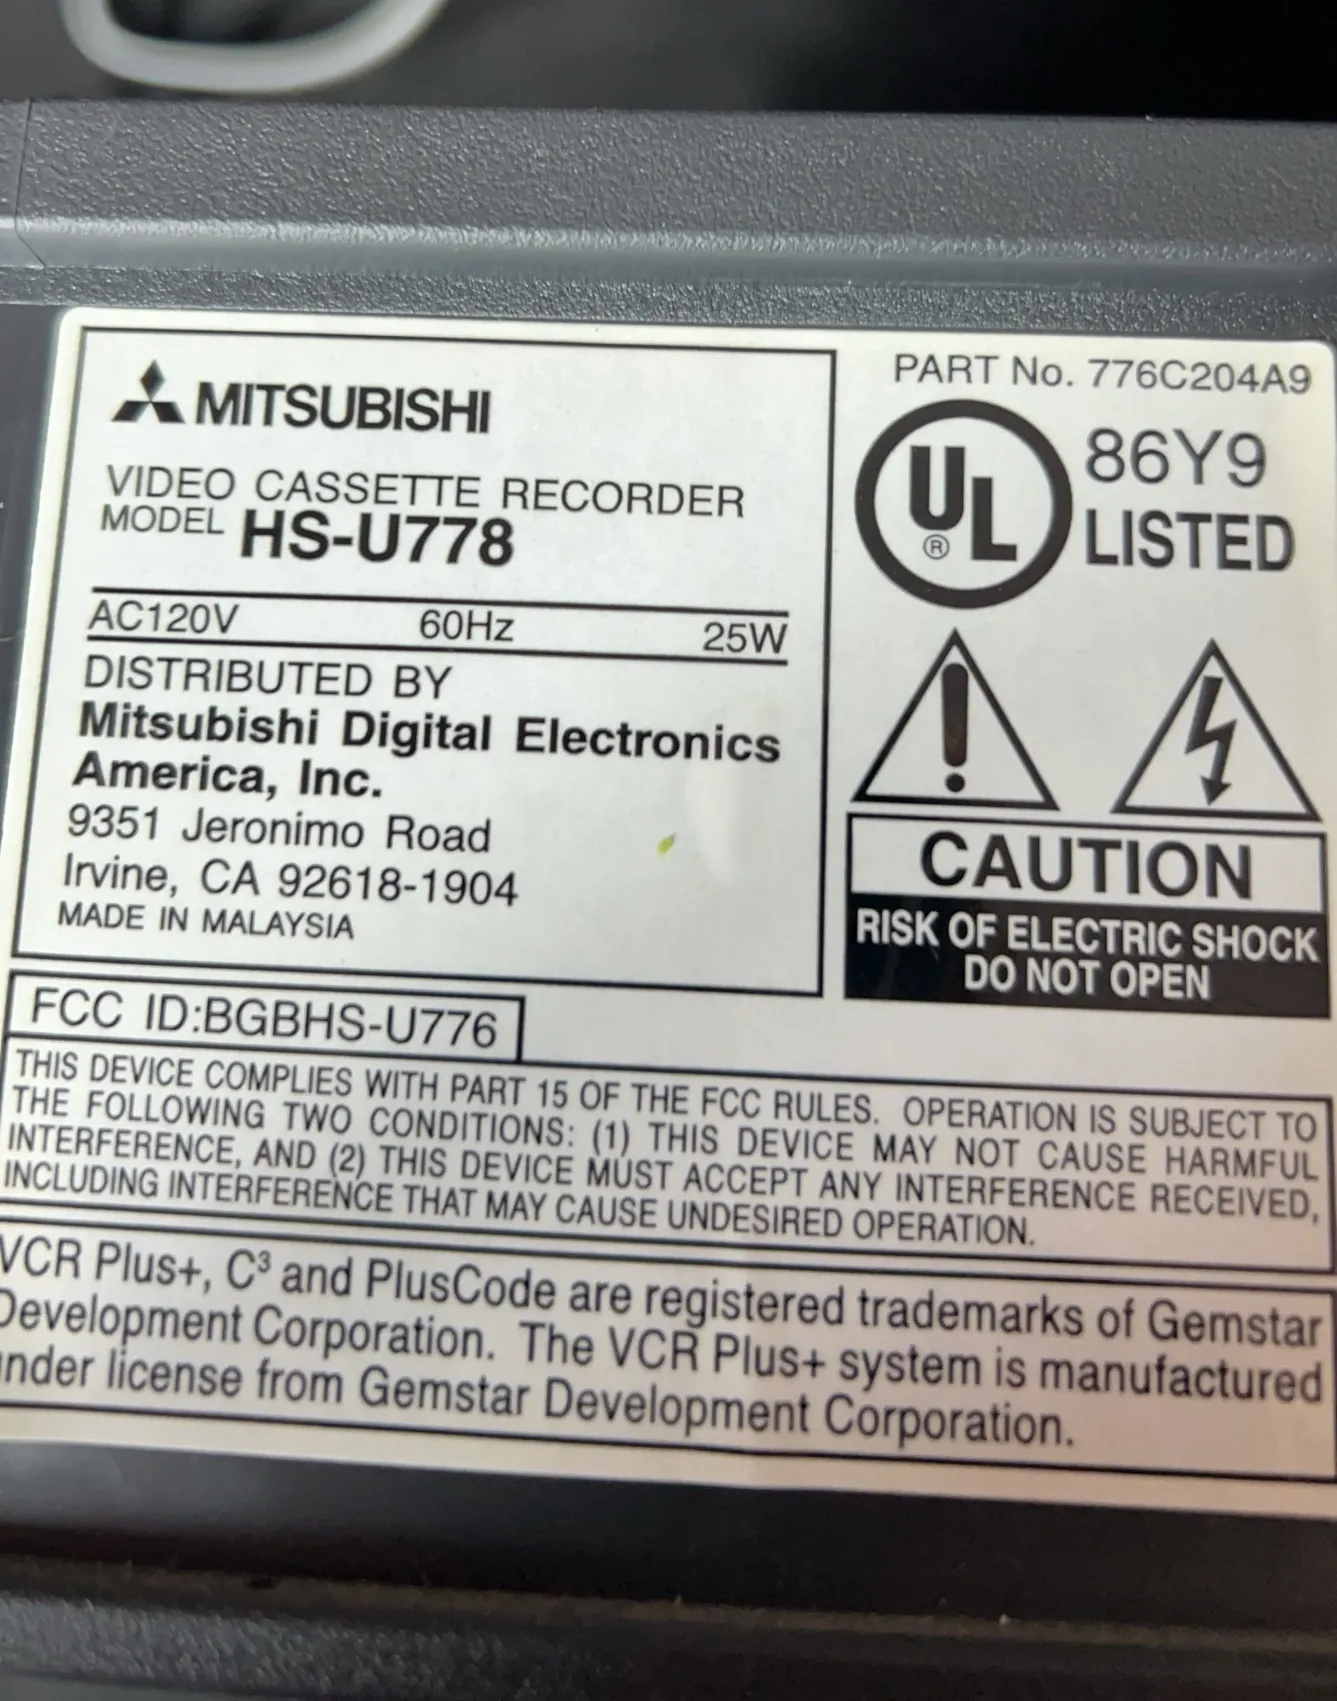 MITSUBISHI
VIDEO CASSETTE RECORDER
MODEL HS-U778
AC120V 60Hz 25W
DISTRIBUTED BY
Mitsubishi Digital Electronics
America, Inc.
9351 Jeronimo Road
Irvine, CA 92618-1904
MADE IN MALAYSIA
PART No. 776C204A9
UL ®
86Y9
LISTED
CAUTION
RISK OF ELECTRIC SHOCK
DO NOT OPEN
FCC ID:BGBHS-U776
THIS DEVICE COMPLIES WITH PART 15 OF THE FCC RULES. OPERATION IS SUBJECT TO
THE FOLLOWING TWO CONDITIONS: (1) THIS DEVICE MAY NOT CAUSE HARMFUL
INTERFERENCE, AND (2) THIS DEVICE MUST ACCEPT ANY INTERFERENCE RECEIVED,
INCLUDING INTERFERENCE THAT MAY CAUSE UNDESIRED OPERATION.
VCR Plus+, C³ and PlusCode are registered trademarks of Gemstar
Development Corporation. The VCR Plus+ system is manufactured
under license from Gemstar Development Corporation.